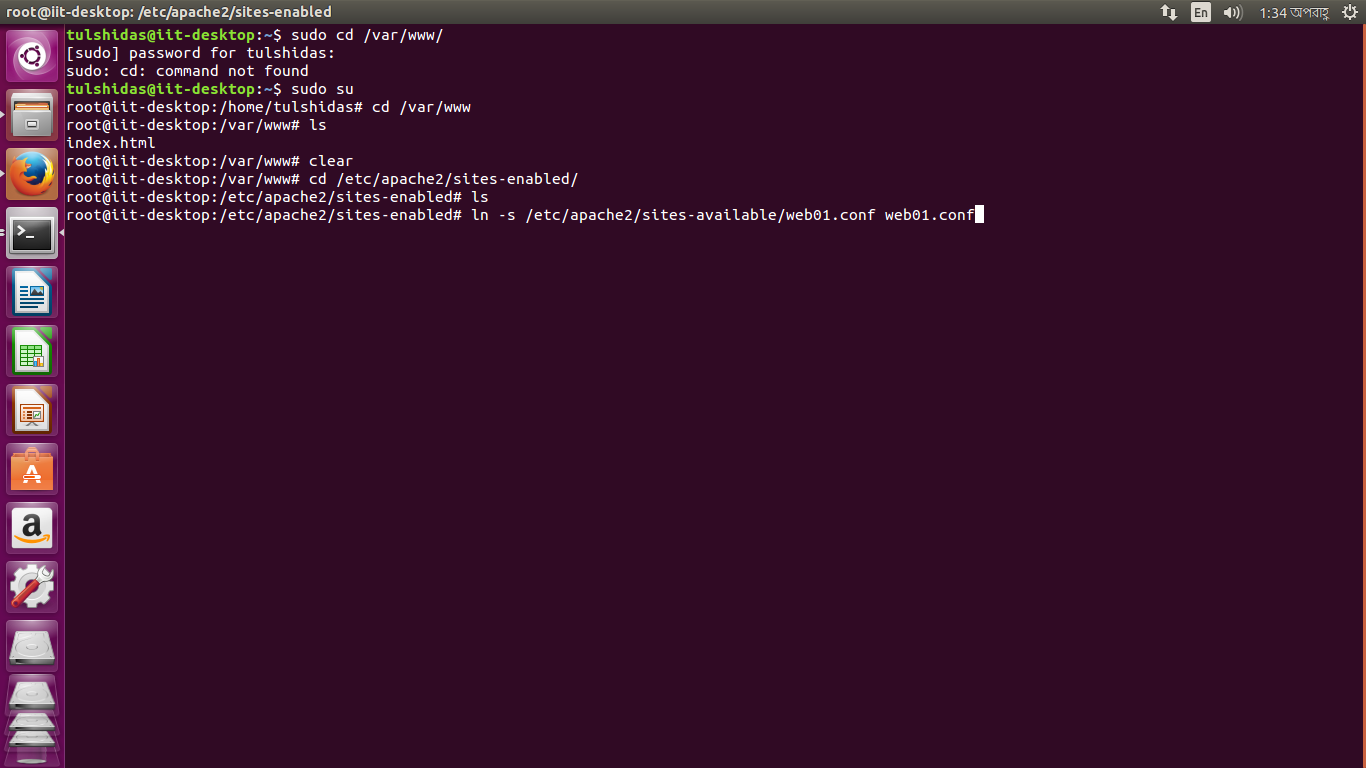 root@iit-desktop: /etc/apache2/sites-enabled
En
1:34 অপরাহ্ণ
tulshidas@iit-desktop:~$ sudo cd /var/www/
[sudo] password for tulshidas:
sudo: cd: command not found
tulshidas@iit-desktop:~$ sudo su
root@iit-desktop:/home/tulshidas# cd /var/www
root@iit-desktop:/var/www# ls
index.html
root@iit-desktop:/var/www# clear
root@iit-desktop:/var/www# cd /etc/apache2/sites-enabled/
root@iit-desktop:/etc/apache2/sites-enabled# ls
root@iit-desktop:/etc/apache2/sites-enabled# ln -s /etc/apache2/sites-available/web01.conf web01.conf